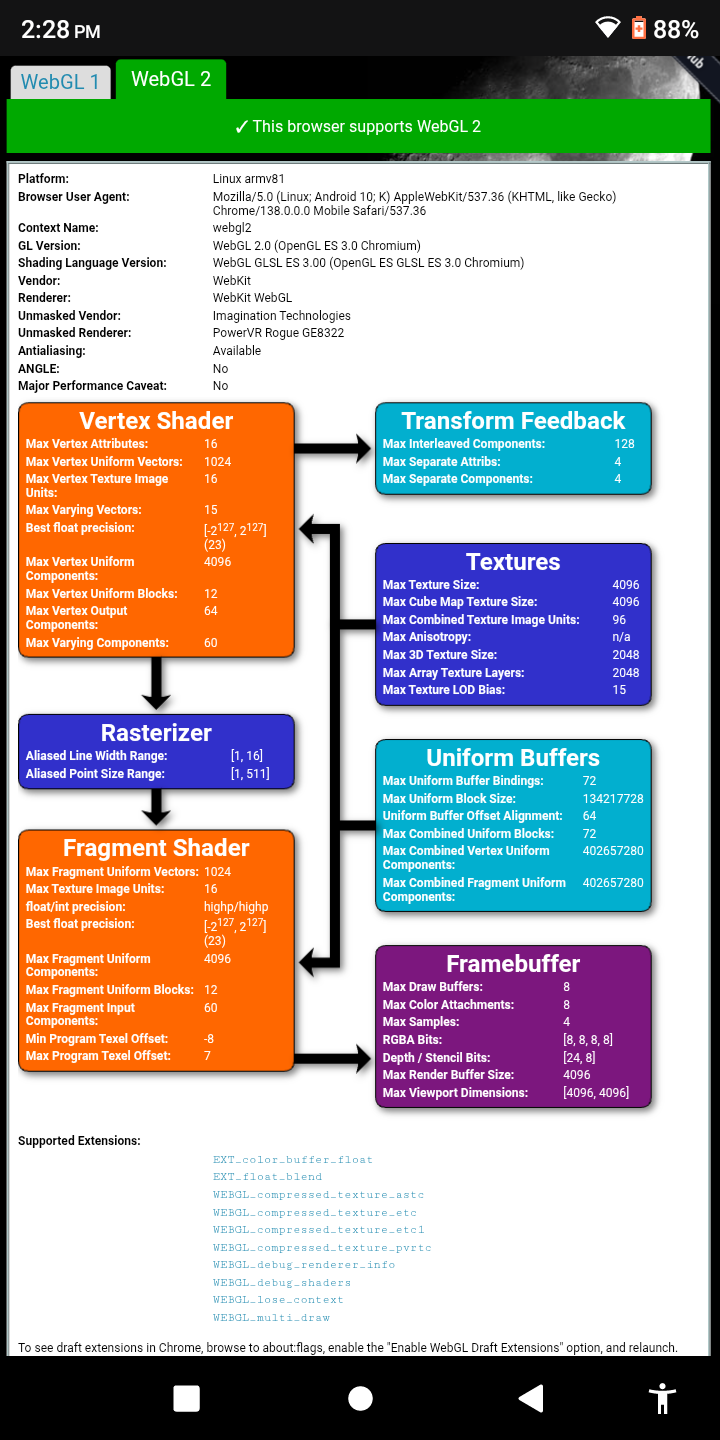 2:28 PM
88%
WebGL 1
WebGL 2
✓ This browser supports WebGL 2
Platform: Linux armv81
Browser User Agent: Mozilla/5.0 (Linux; Android 10; K) AppleWebKit/537.36 (KHTML, like Gecko)
Chrome/138.0.0.0 Mobile Safari/537.36
Context Name: webgl2
GL Version: WebGL 2.0 (OpenGL ES 3.0 Chromium)
Shading Language Version: WebGL GLSL ES 3.00 (OpenGL ES GLSL ES 3.0 Chromium)
Vendor: WebKit
Renderer: WebKit WebGL
Unmasked Vendor: Imagination Technologies
Unmasked Renderer: PowerVR Rogue GE8322
Antialiasing: Available
ANGLE: No
Major Performance Caveat: No
Vertex Shader
Max Vertex Attributes: 16
Max Vertex Uniform Vectors: 1024
Max Vertex Texture Image 16
Units:
Max Varying Vectors: 15
Best float precision: [-2^127, 2^127]
(23)
Max Vertex Uniform 4096
Components:
Max Vertex Uniform Blocks: 12
Max Vertex Output 64
Components:
Max Varying Components: 60
Transform Feedback
Max Interleaved Components: 128
Max Separate Attribs: 4
Max Separate Components: 4
Textures
Max Texture Size: 4096
Max Cube Map Texture Size: 4096
Max Combined Texture Image Units: 96
Max Anisotropy: n/a
Max 3D Texture Size: 2048
Max Array Texture Layers: 2048
Max Texture LOD Bias: 15
Rasterizer
Aliased Line Width Range: [1, 16]
Aliased Point Size Range: [1, 511]
Uniform Buffers
Max Uniform Buffer Bindings: 72
Max Uniform Block Size: 134217728
Uniform Buffer Offset Alignment: 64
Max Combined Uniform Blocks: 72
Max Combined Vertex Uniform 402657280
Components:
Max Combined Fragment Uniform 402657280
Components:
Fragment Shader
Max Fragment Uniform Vectors: 1024
Max Texture Image Units: 16
float/int precision: highp/highp
Best float precision: [-2^127, 2^127]
(23)
Max Fragment Uniform 4096
Components:
Max Fragment Uniform Blocks: 12
Max Fragment Input 60
Components:
Min Program Texel Offset: -8
Max Program Texel Offset: 7
Framebuffer
Max Draw Buffers: 8
Max Color Attachments: 8
Max Samples: 4
RGBA Bits: [8, 8, 8, 8]
Depth / Stencil Bits: [24, 8]
Max Render Buffer Size: 4096
Max Viewport Dimensions: [4096, 4096]
Supported Extensions:
EXT_color_buffer_float
EXT_float_blend
WEBGL_compressed_texture_astc
WEBGL_compressed_texture_etc
WEBGL_compressed_texture_etc1
WEBGL_compressed_texture_pvrtc
WEBGL_debug_renderer_info
WEBGL_debug_shaders
WEBGL_lose_context
WEBGL_multi_draw
To see draft extensions in Chrome, browse to about:flags, enable the "Enable WebGL Draft Extensions" option, and relaunch.